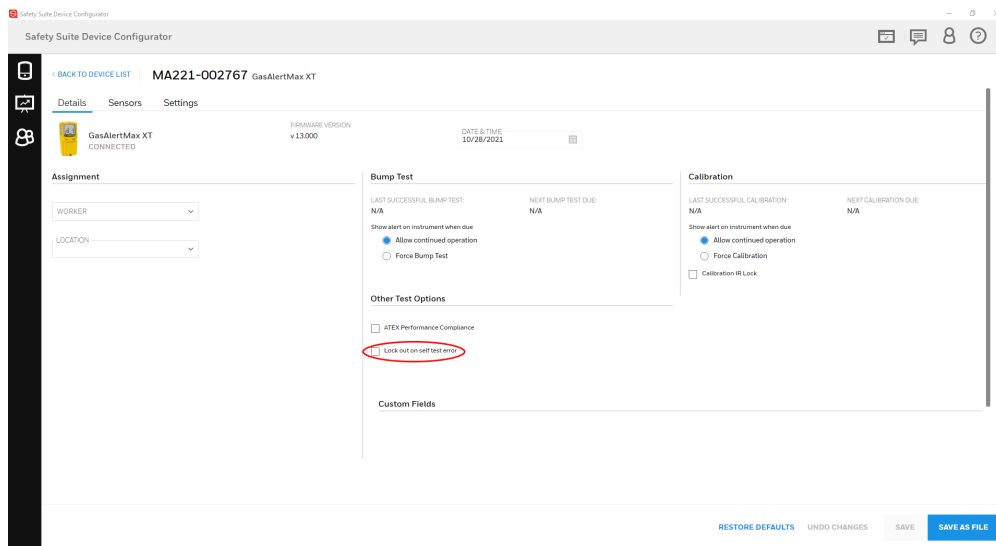 Safety Suite Device Configurator
Safety Suite Device Configurator
< BACK TO DEVICE LIST MA221-002767 GasAlertMax XT
Details Sensors Settings
GasAlertMax XT
CONNECTED
FIRMWARE VERSION
v 13.000
DATE & TIME
10/28/2021
Assignment
WORKER
LOCATION
Bump Test
LAST SUCCESSFUL BUMP TEST:
N/A
NEXT BUMP TEST DUE:
N/A
Show alert on instrument when due
Allow continued operation
Force Bump Test
Other Test Options
ATEX Performance Compliance
Lock out on self test error
Calibration
LAST SUCCESSFUL CALIBRATION:
N/A
NEXT CALIBRATION DUE:
N/A
Show alert on instrument when due
Allow continued operation
Force Calibration
Calibration IR Lock
Custom Fields
RESTORE DEFAULTS UNDO CHANGES SAVE SAVE AS FILE